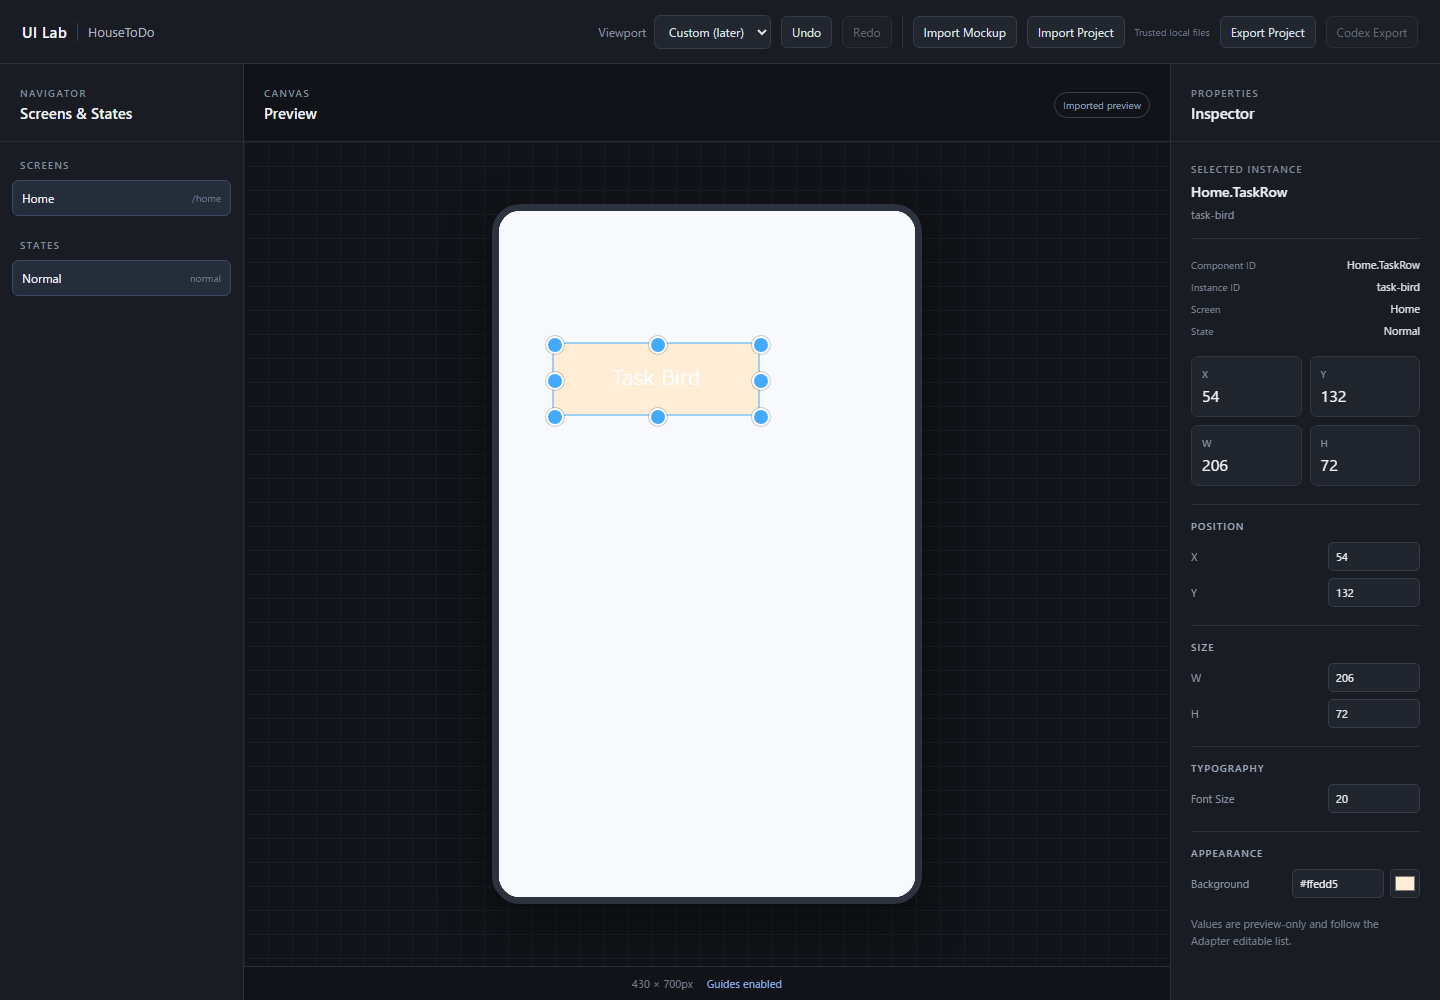 UI Lab
HouseToDo
Viewport
Custom (later)
Undo
Redo
Import Mockup
Import Project
Trusted local files
Export Project
Codex Export
NAVIGATOR
Screens & States
SCREENS
Home
/home
STATES
Normal
normal
CANVAS
Preview
Imported preview
Task Bird
430 × 700px
Guides enabled
PROPERTIES
Inspector
SELECTED INSTANCE
Home.TaskRow
task-bird
Component ID
Home.TaskRow
Instance ID
task-bird
Screen
Home
State
Normal
X
54
Y
132
W
206
H
72
POSITION
X
54
Y
132
SIZE
W
206
H
72
TYPOGRAPHY
Font Size
20
APPEARANCE
Background
#ffedd5
Values are preview-only and follow the
Adapter editable list.